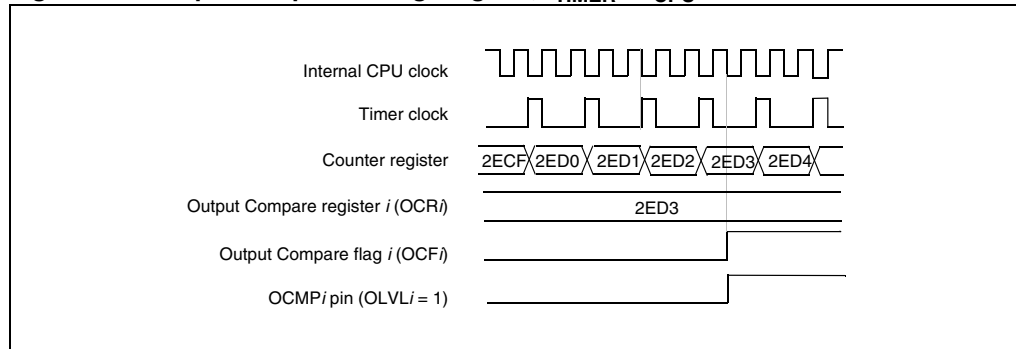 Internal CPU clock
Timer clock
Counter register
2ECF 2ED0 2ED1 2ED2 2ED3 2ED4
Output Compare register i (OCRi)
2ED3
Output Compare flag i (OCFi)
OCMPi pin (OLVLi = 1)